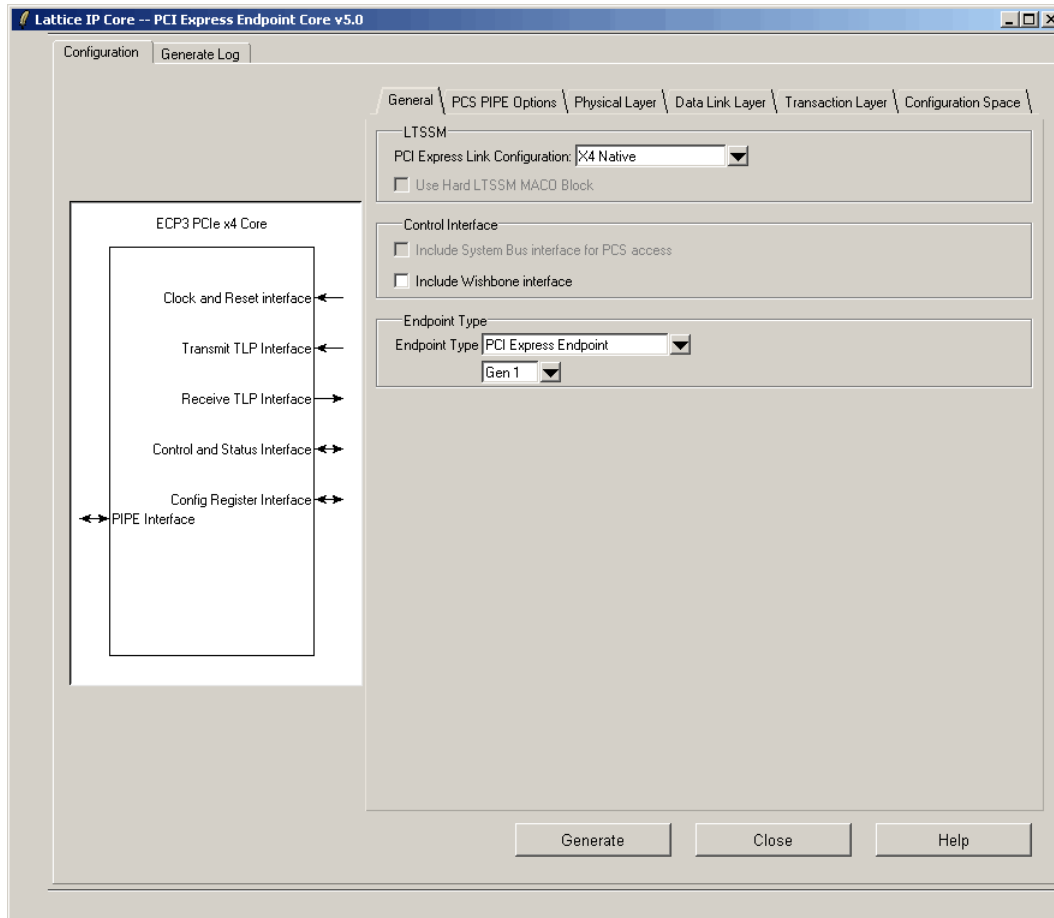 Lattice IP Core -- PCI Express Endpoint Core v5.0
Configuration
Generate Log
ECP3 PCIe x4 Core
Clock and Reset interface
Transmit TLP Interface
Receive TLP Interface
Control and Status Interface
Config Register Interface
PIPE Interface
General
PCS PIPE Options
Physical Layer
Data Link Layer
Transaction Layer
Configuration Space
LTSSM
PCI Express Link Configuration: X4 Native
Use Hard LTSSM MACO Block
Control Interface
Include System Bus interface for PCS access
Include Wishbone interface
Endpoint Type
Endpoint Type PCI Express Endpoint
Gen 1
Generate
Close
Help